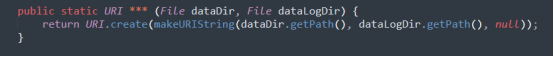 public static URI *** (File dataDir, File dataLogDir) {
return URI.create(makeURIString(dataDir.getPath(), dataLogDir.getPath(), null));
}